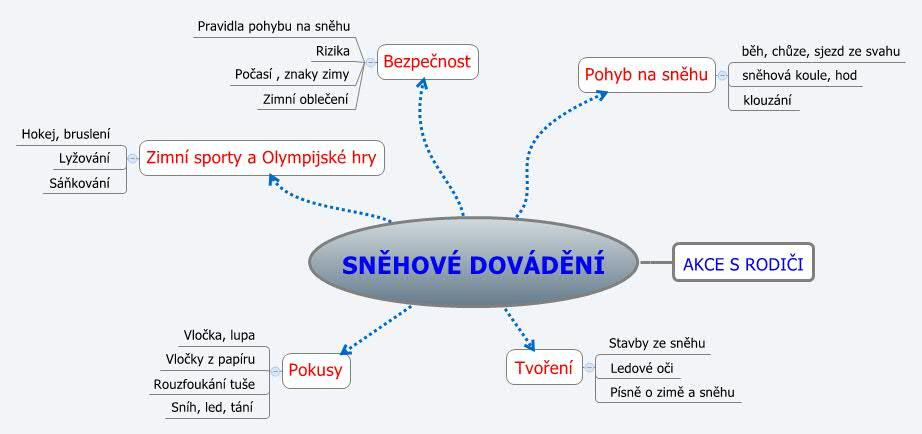 Pravidla pohybu na sněhu
Rizika
Počasí , znaky zimy
Zimní oblečení
Bezpečnost
Pohyb na sněhu
běh, chůze, sjezd ze svahu
sněhová koule, hod
klouzání
Hokej, bruslení
Lyžování
Sáňkování
Zimní sporty a Olympijské hry
SNĚHOVÉ DOVÁDĚNÍ
AKCE S RODIČI
Vločka, lupa
Vločky z papíru
Rouzfoukání tuše
Sníh, led, tání
Pokusy
Tvoření
Stavby ze sněhu
Ledové oči
Písně o zimě a sněhu